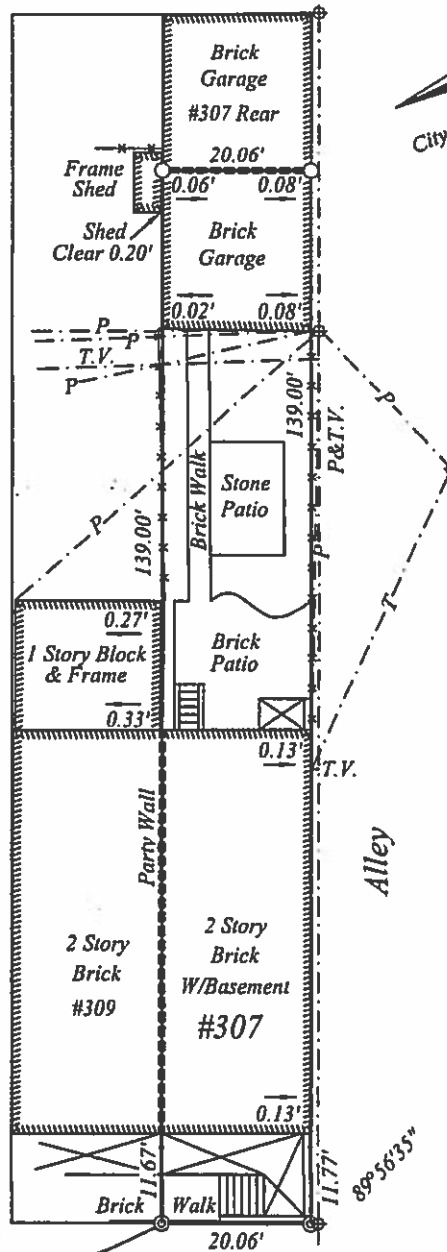 Brick
Garage
#307 Rear
City
20.06'
Frame
Shed
0.06'
0.08'
Shed
Clear 0.20'
Brick
Garage
0.02'
0.08'
P
P
T.V.
P
139.00'
P&T.V.
P
Brick Walk
Stone
Patio
P
139.00'
P
T
0.27'
1 Story Block
& Frame
0.33'
Brick
Patio
0.13'
T.V.
Party Wall
Alley
2 Story
Brick
#309
2 Story
Brick
W/Basement
#307
0.13'
11.67'
11.77'
89°56'35"
Brick Walk
20.06'